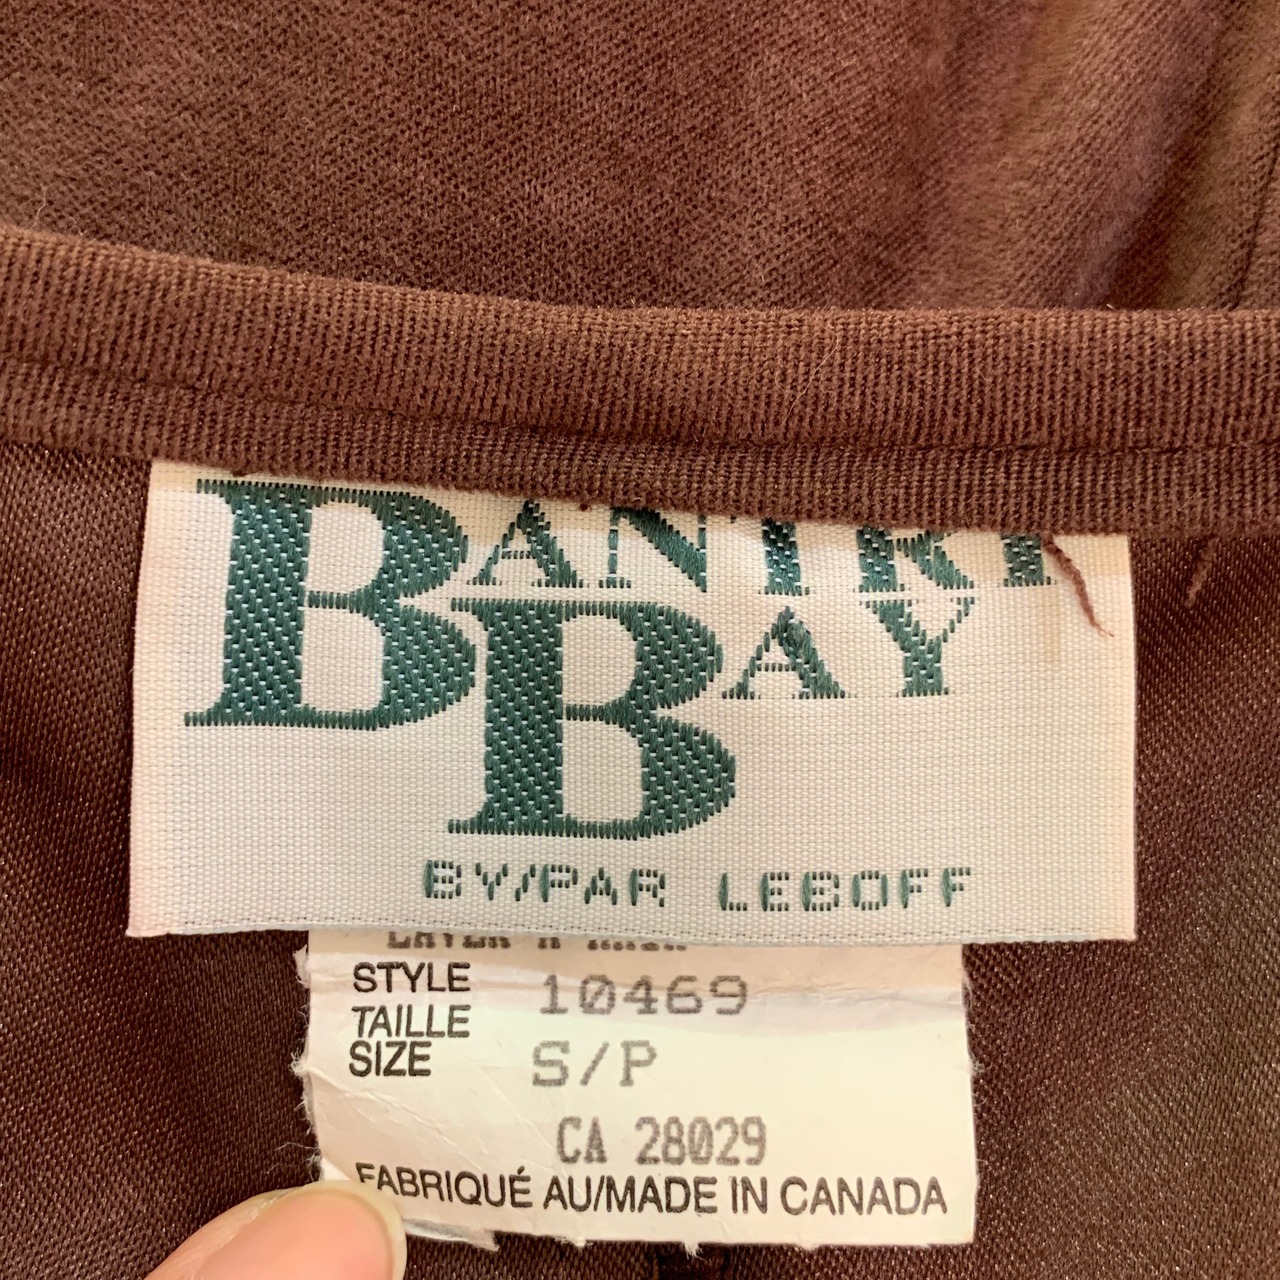 BANTRY
BAY
BY/PAR LEBOFF
STYLE 10469
TAILLE
SIZE S/P
CA 28029
FABRIQUÉ AU/MADE IN CANADA